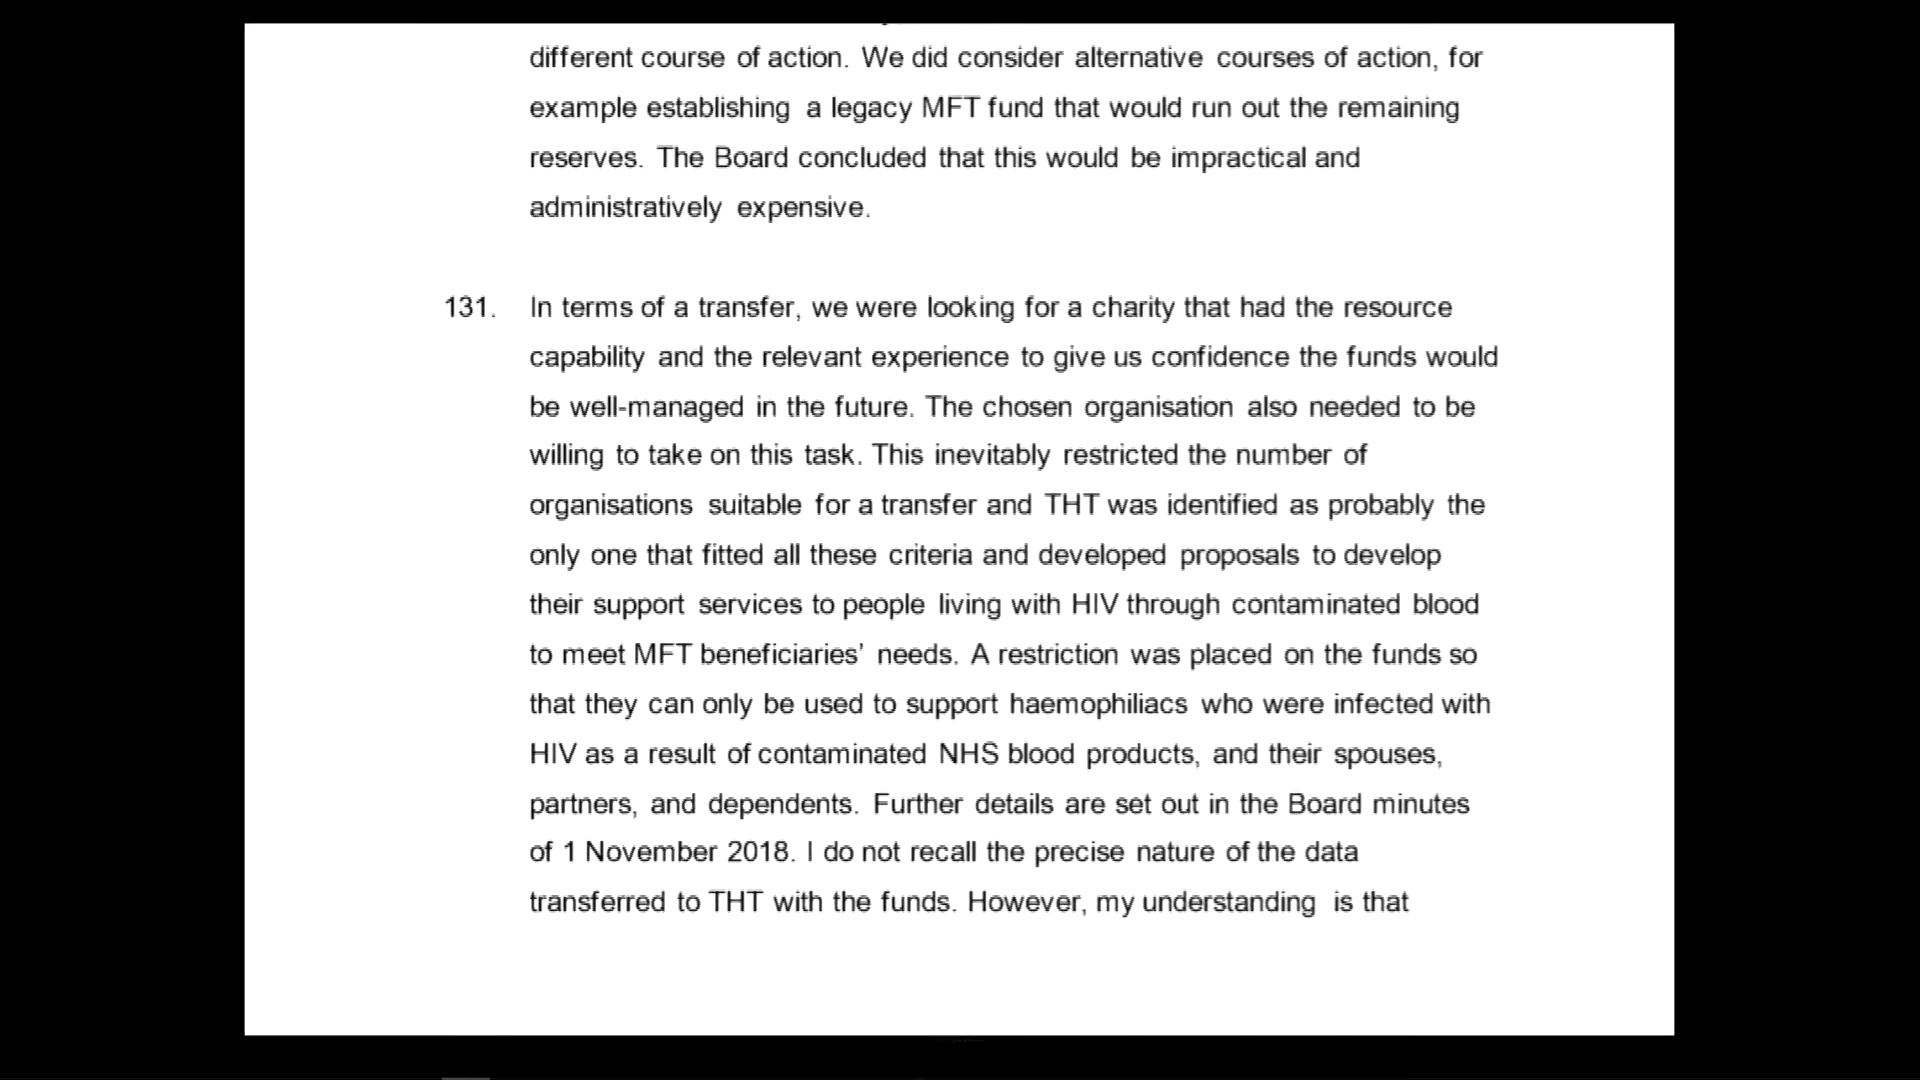 different course of action. We did consider alternative courses of action, for
example establishing a legacy MFT fund that would run out the remaining
reserves. The Board concluded that this would be impractical and
administratively expensive.
131. In terms of a transfer, we were looking for a charity that had the resource
capability and the relevant experience to give us confidence the funds would
be well-managed in the future. The chosen organisation also needed to be
willing to take on this task. This inevitably restricted the number of
organisations suitable for a transfer and THT was identified as probably the
only one that fitted all these criteria and developed proposals to develop
their support services to people living with HIV through contaminated blood
to meet MFT beneficiaries' needs. A restriction was placed on the funds so
that they can only be used to support haemophiliacs who were infected with
HIV as a result of contaminated NHS blood products, and their spouses,
partners, and dependents. Further details are set out in the Board minutes
of 1 November 2018. I do not recall the precise nature of the data
transferred to THT with the funds. However, my understanding is that